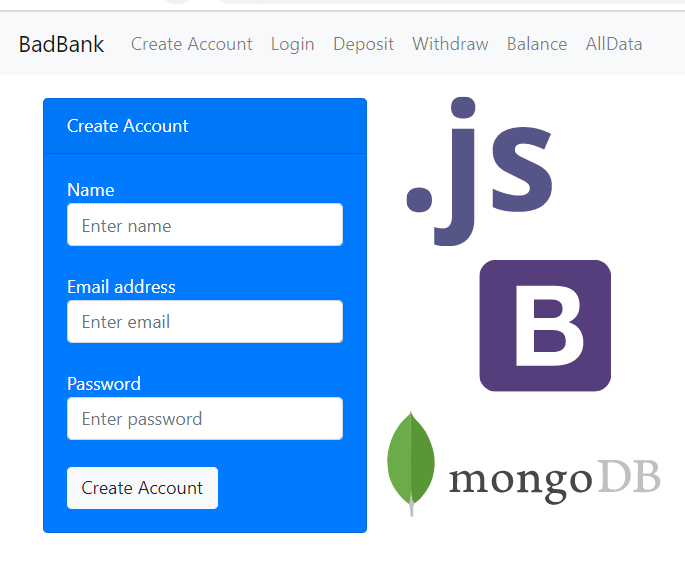 BadBank Create Account Login Deposit Withdraw Balance AllData
Create Account
Name
Enter name
Email address
Enter email
Password
Enter password
Create Account
.js
B
mongoDB